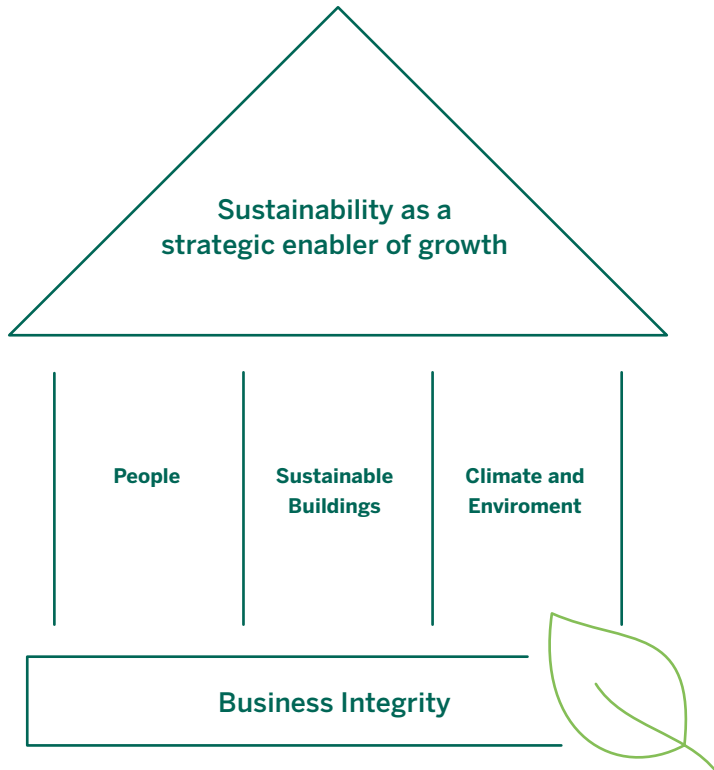 Sustainability as a
strategic enabler of growth
People
Sustainable
Buildings
Climate and
Enviroment
Business Integrity